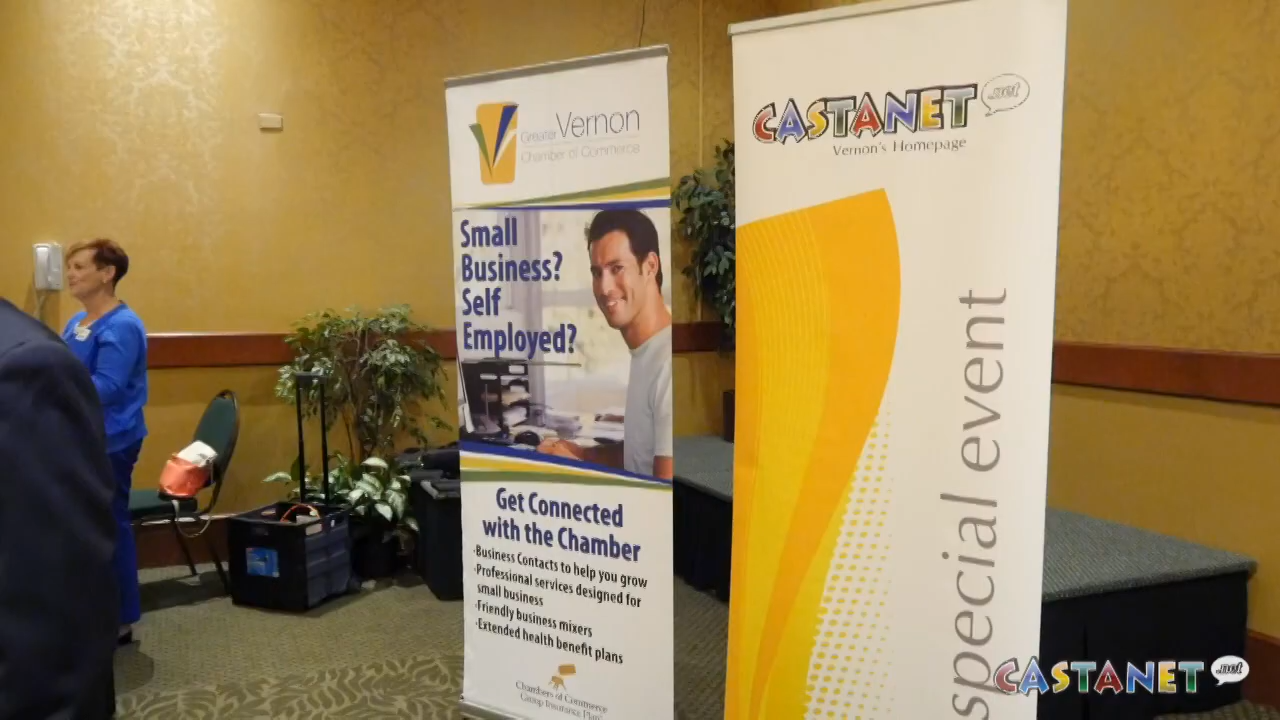 Greater Vernon
Chamber of Commerce
Small
Business?
Self
Employed?
Get Connected
with the Chamber
·Business Contacts to help you grow
·Professional services designed for
small business
·Friendly business mixers
·Extended health benefit plans
Chambers of Commerce
Group Insurance Plan
CASTANET .net
Vernon's Homepage
special event
CASTANET .net